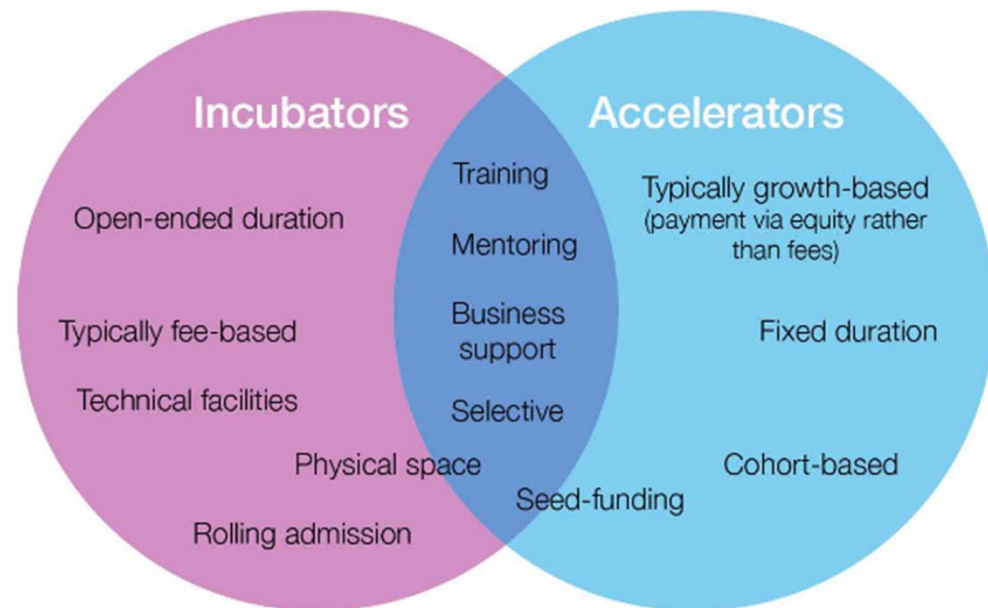 Incubators
Open-ended duration
Typically fee-based
Technical facilities
Physical space
Rolling admission
Training
Mentoring
Business
support
Selective
Seed-funding
Accelerators
Typically growth-based
(payment via equity rather
than fees)
Fixed duration
Cohort-based